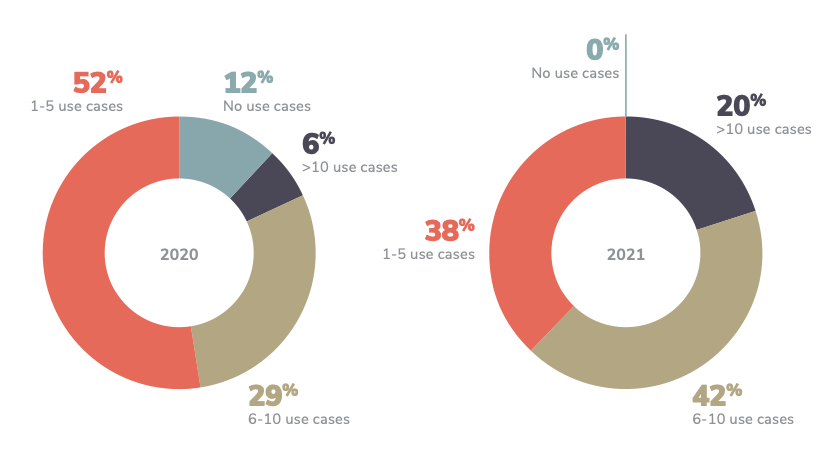 52%
1-5 use cases
12%
No use cases
6%
>10 use cases
2020
29%
6-10 use cases
0%
No use cases
20%
>10 use cases
38%
1-5 use cases
2021
42%
6-10 use cases